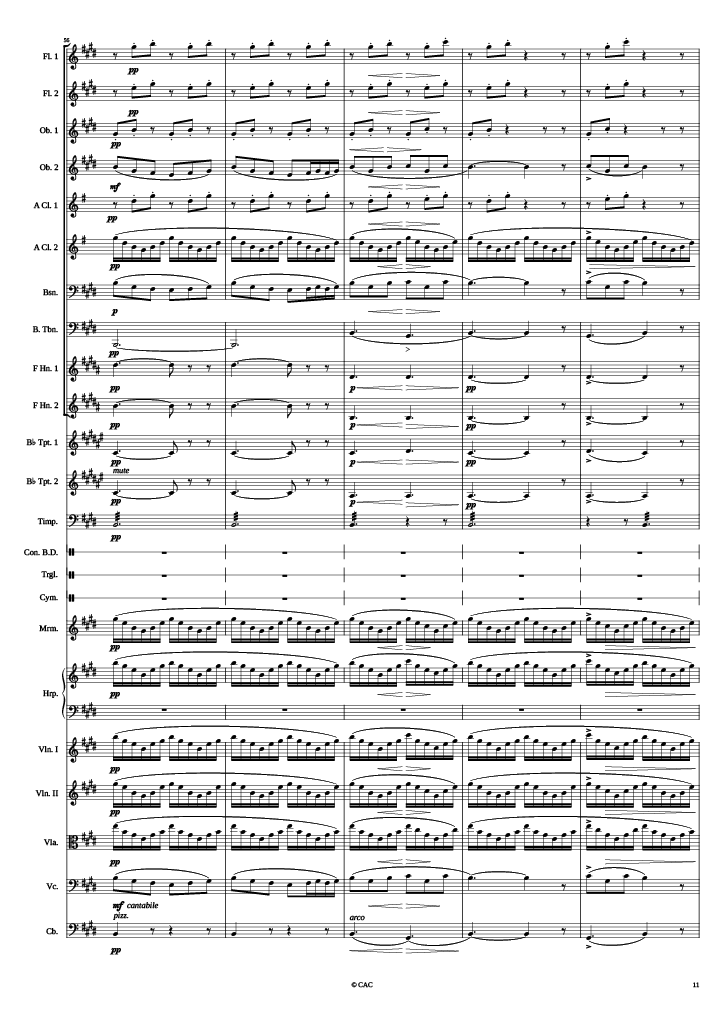 56
Fl. 1
pp
Fl. 2
pp
Ob. 1
pp
Ob. 2
mf
A Cl. 1
pp
A Cl. 2
pp
Bsn.
p
B. Tbn.
pp
F Hn. 1
pp p pp
F Hn. 2
pp p pp
B♭ Tpt. 1
pp p pp
mute
B♭ Tpt. 2
pp p pp
Timp.
pp
Con. B.D.
Trgl.
Cym.
Mrm.
pp
Hrp.
pp
Vln. I
pp
Vln. II
pp
Vla.
pp
Vc.
mf cantabile
pizz. arco
Cb.
pp
© CAC 11